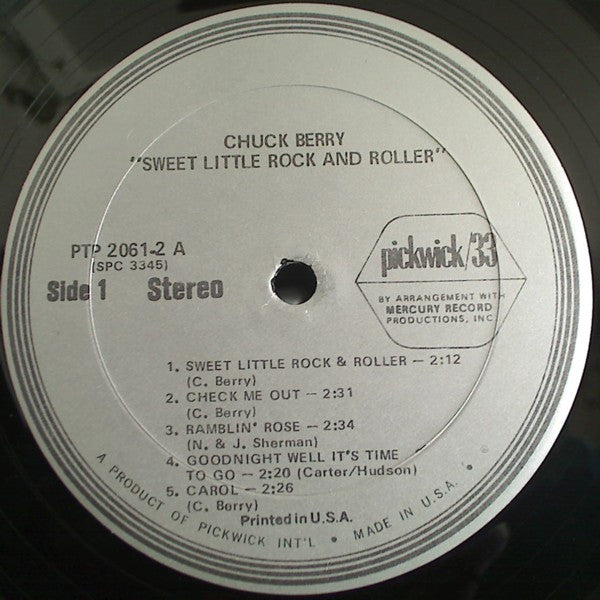 CHUCK BERRY
"SWEET LITTLE ROCK AND ROLLER"
PTP 2061-2 A
(SPC 3345)
Side 1 Stereo
pickwick/33
BY ARRANGEMENT WITH
MERCURY RECORD
PRODUCTIONS, INC
1. SWEET LITTLE ROCK & ROLLER — 2:12
(C. Berry)
2. CHECK ME OUT — 2:31
(C. Berry)
3. RAMBLIN' ROSE — 2:34
(N. & J. Sherman)
4. GOODNIGHT WELL IT'S TIME
TO GO — 2:20 (Carter/Hudson)
5. CAROL — 2:26
(C. Berry)
Printed in U.S.A.
A PRODUCT OF PICKWICK INT'L • MADE IN U.S.A. •